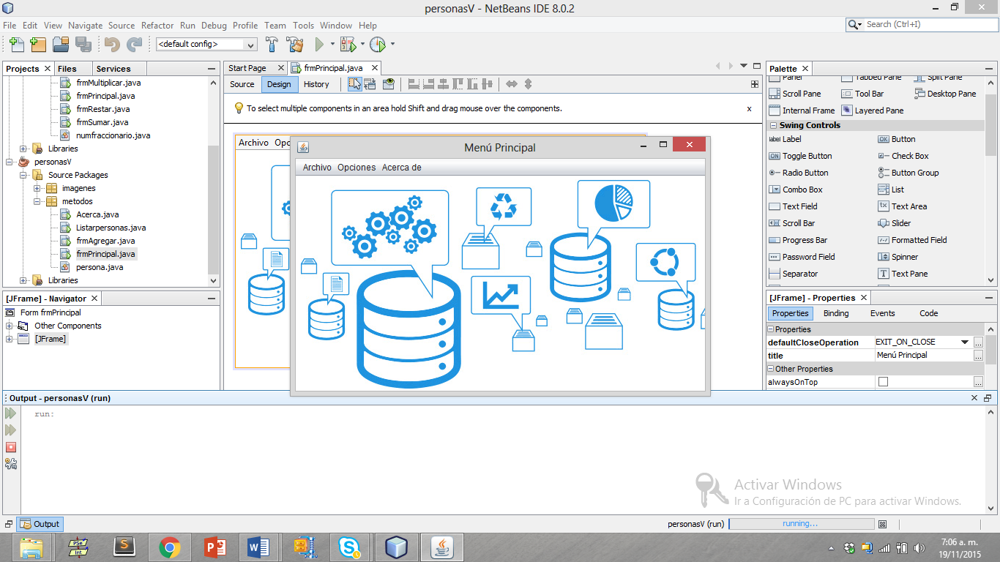 personasV - NetBeans IDE 8.0.2
File Edit View Navigate Source Refactor Run Debug Profile Team Tools Window Help
Search (Ctrl+I)
<default config>
Projects Files Services
frmMultiplicar.java
frmPrincipal.java
frmRestar.java
frmSumar.java
numfraccionario.java
Libraries
personasV
Source Packages
imagenes
metodos
Acerca.java
Listarpersonas.java
frmAgregar.java
frmPrincipal.java
persona.java
Libraries
[JFrame] - Navigator
Form frmPrincipal
Other Components
[JFrame]
Start Page frmPrincipal.java
Source Design History
To select multiple components in an area hold Shift and drag mouse over the components.
x
Archivo Opc
Menú Principal
Archivo Opciones Acerca de
Palette
Panel Tabbed Pane Split Pane
Scroll Pane Tool Bar Desktop Pane
Internal Frame Layered Pane
Swing Controls
label Label OK Button
ON Toggle Button Check Box
Radio Button Button Group
Combo Box List
Text Field Text Area
Scroll Bar Slider
Progress Bar Formatted Field
Password Field Spinner
Separator T Text Pane
[JFrame] - Properties
Properties Binding Events Code
Properties
defaultCloseOperation EXIT_ON_CLOSE ...
title Menú Principal ...
Other Properties
alwaysOnTop ...
Output - personasV (run)
run:
Activar Windows
Ir a Configuración de PC para activar Windows.
Output
personasV (run) running...
PSe
Int
7:06 a. m.
19/11/2015